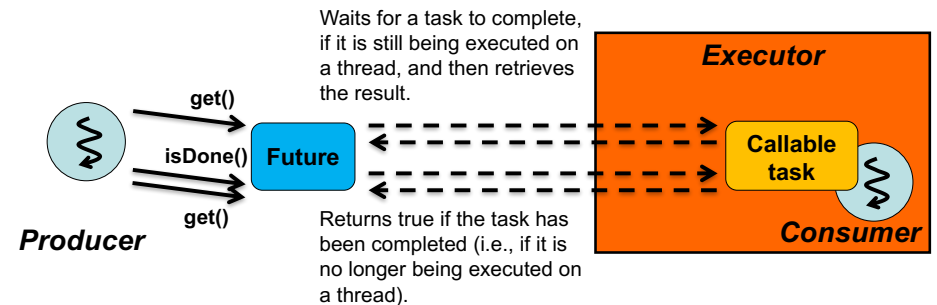 Waits for a task to complete,
if it is still being executed on
a thread, and then retrieves
the result.
Executor
get()
isDone()
Future
Callable
task
get()
Producer
Returns true if the task has
been completed (i.e., if it is
no longer being executed on
a thread).
Consumer